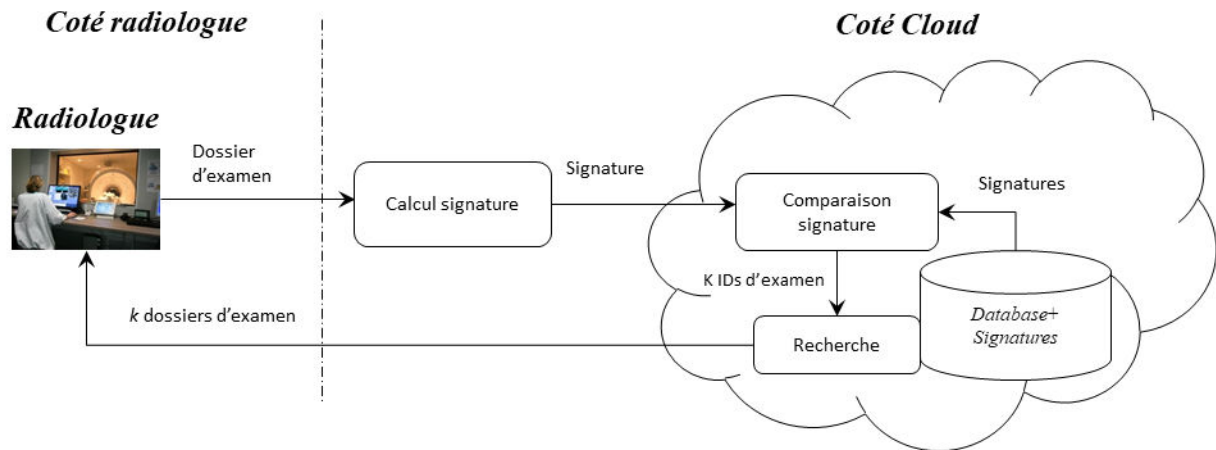 Coté radiologue
Coté Cloud
Radiologue
Dossier
d'examen
Calcul signature
Signature
Comparaison
signature
Signatures
K IDs d'examen
Database+
Signatures
Recherche
k dossiers d'examen